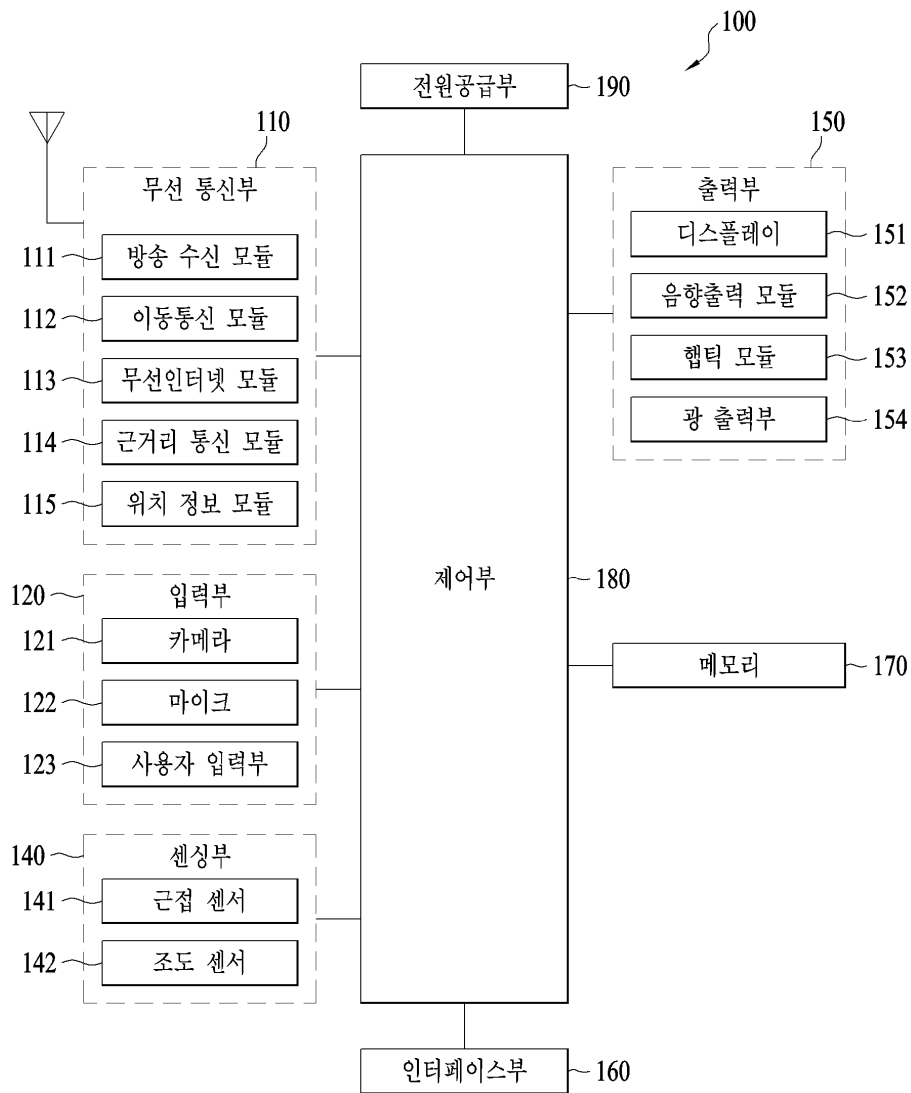 100
전원공급부 190
110
무선 통신부
111 방송 수신 모듈
112 이동통신 모듈
113 무선인터넷 모듈
114 근거리 통신 모듈
115 위치 정보 모듈
120 입력부
121 카메라
122 마이크
123 사용자 입력부
140 센싱부
141 근접 센서
142 조도 센서
제어부 180
150
출력부
디스플레이 151
음향출력 모듈 152
햅틱 모듈 153
광 출력부 154
메모리 170
인터페이스부 160